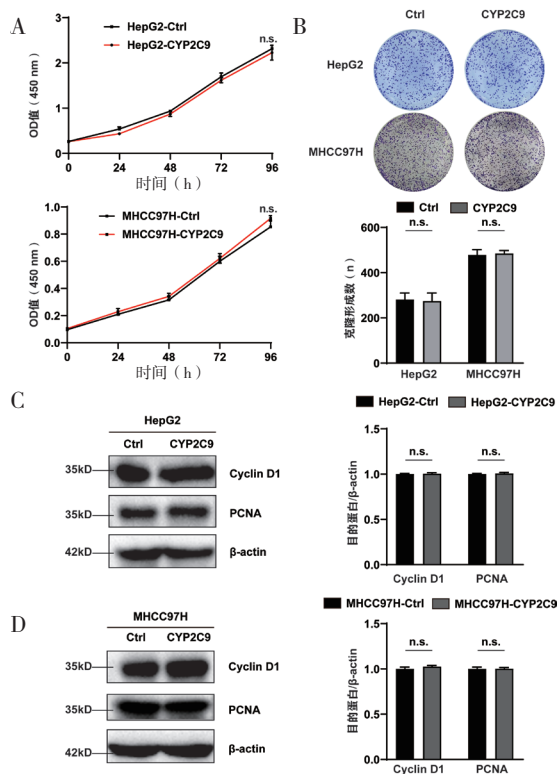 A
HepG2-Ctrl
HepG2-CYP2C9
n.s.
OD值（450 nm）
3
2
1
0
0 24 48 72 96
时间（h）
MHCC97H-Ctrl
MHCC97H-CYP2C9
n.s.
OD值（450 nm）
1.0
0.8
0.6
0.4
0.2
0.0
0 24 48 72 96
时间（h）
B
Ctrl CYP2C9
HepG2
MHCC97H
Ctrl CYP2C9
n.s. n.s.
克隆形成数（n）
600
400
200
0
HepG2 MHCC97H
C
HepG2
Ctrl CYP2C9
35kD Cyclin D1
35kD PCNA
42kD β-actin
HepG2-Ctrl HepG2-CYP2C9
n.s. n.s.
目的蛋白/β-actin
1.5
1.0
0.5
0.0
Cyclin D1 PCNA
D
MHCC97H
Ctrl CYP2C9
35kD Cyclin D1
35kD PCNA
42kD β-actin
MHCC97H-Ctrl MHCC97H-CYP2C9
n.s. n.s.
目的蛋白/β-actin
1.5
1.0
0.5
0.0
Cyclin D1 PCNA